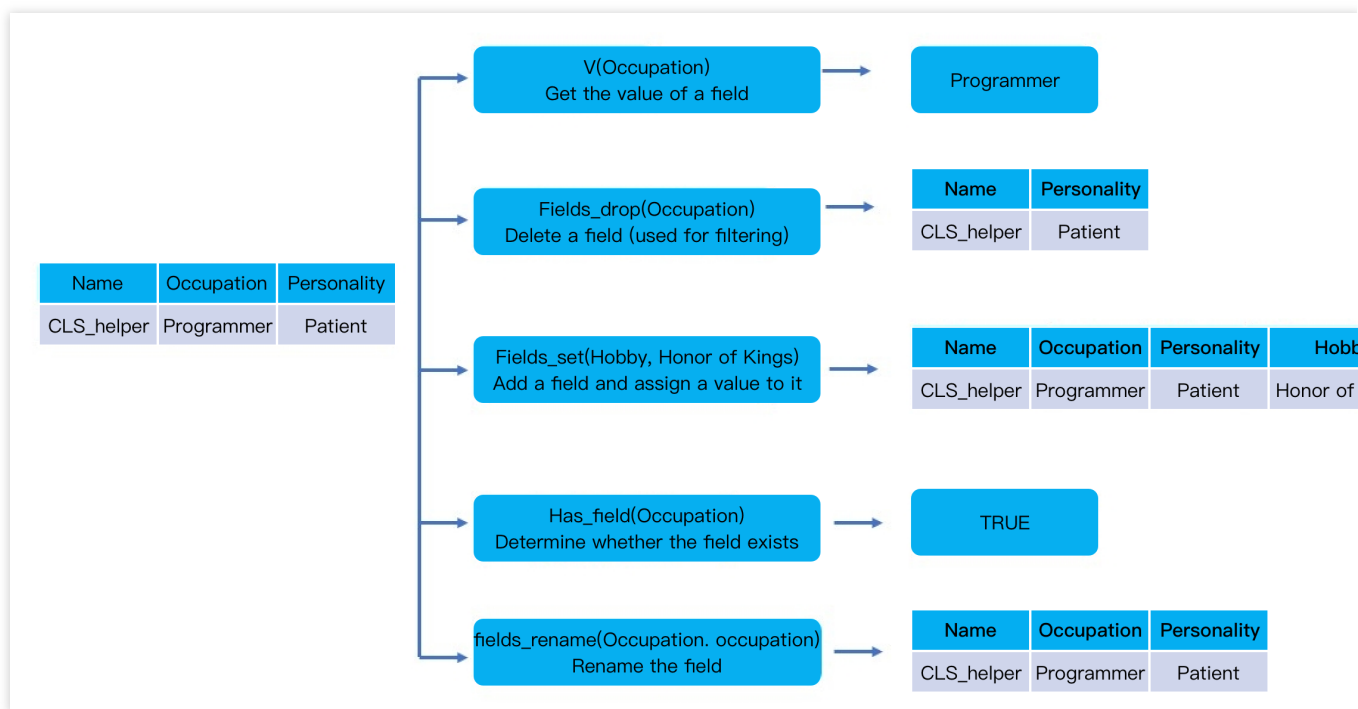 Name Occupation Personality
CLS_helper Programmer Patient
V(Occupation)
Get the value of a field
Programmer
Fields_drop(Occupation)
Delete a field (used for filtering)
Name Personality
CLS_helper Patient
Fields_set(Hobby, Honor of Kings)
Add a field and assign a value to it
Name Occupation Personality Hobb
CLS_helper Programmer Patient Honor of
Has_field(Occupation)
Determine whether the field exists
TRUE
fields_rename(Occupation. occupation)
Rename the field
Name Occupation Personality
CLS_helper Programmer Patient